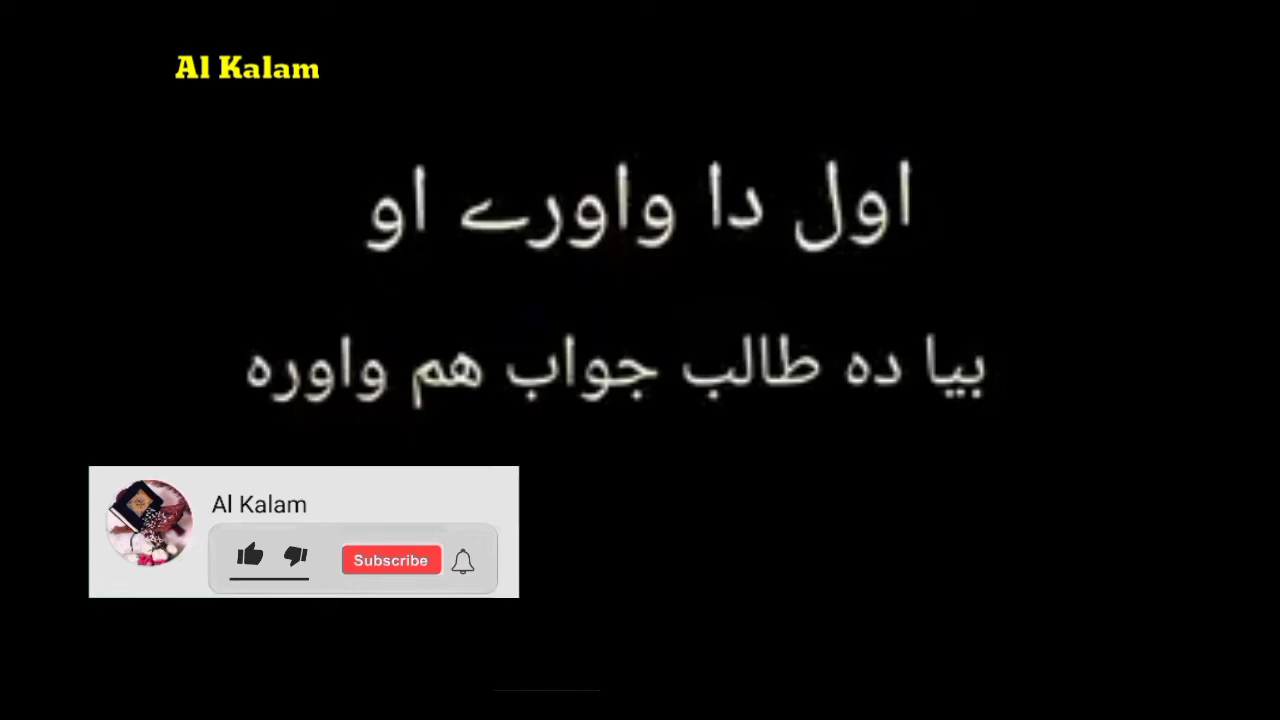 Al Kalam
اول دا واورے او
بیا ده طالب جواب هم واوره
Al Kalam
Subscribe